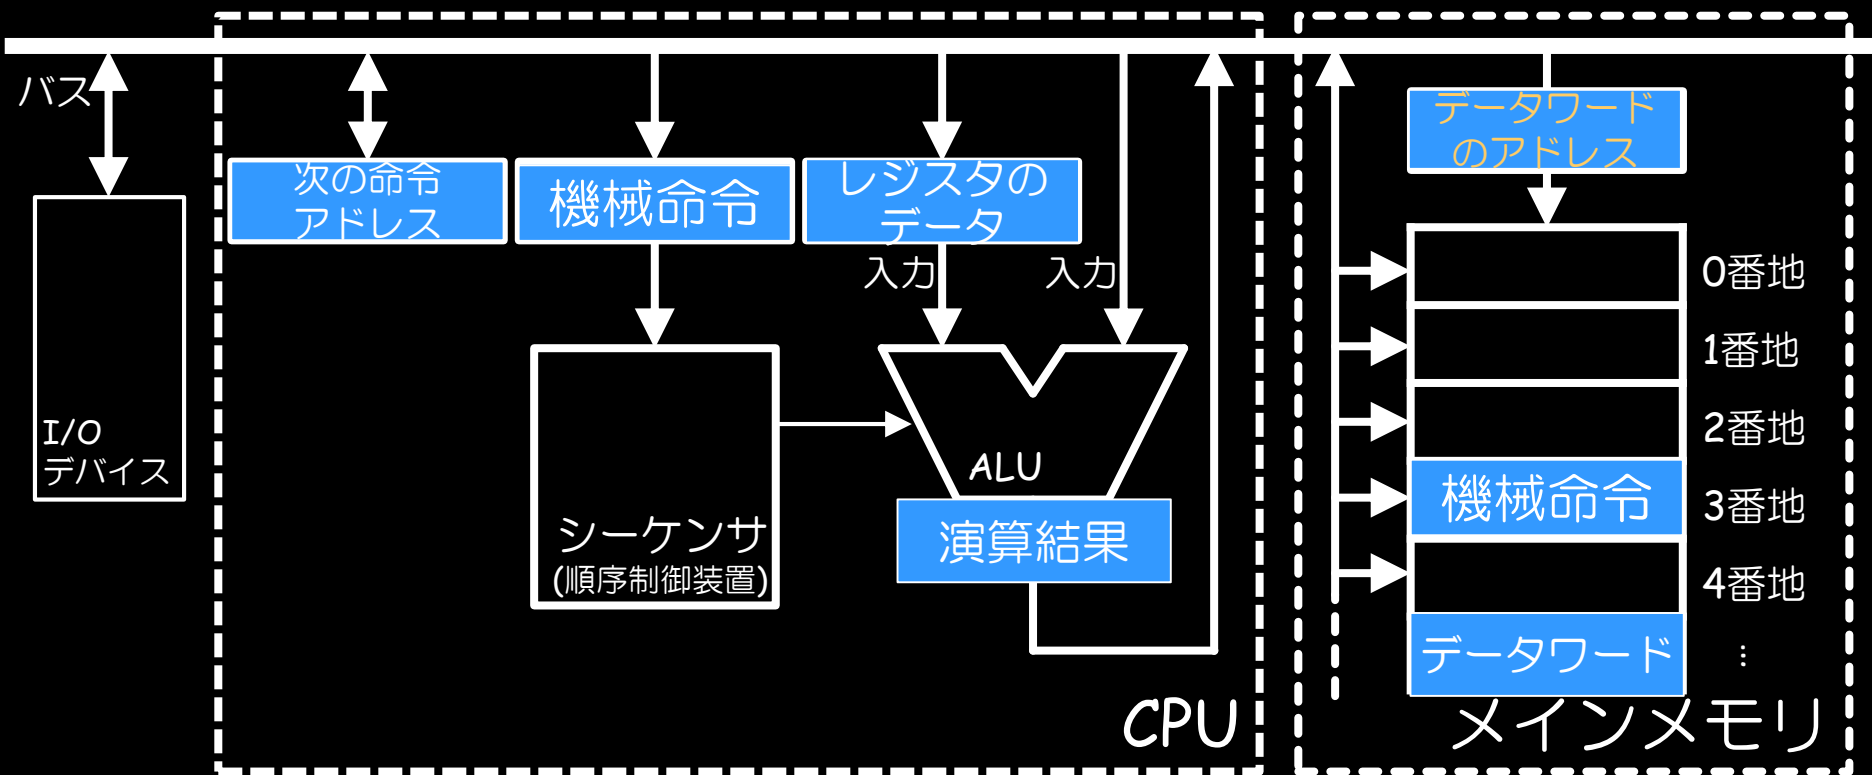 バス
データワード
のアドレス
次の命令
アドレス
機械命令
レジスタの
データ
入力
入力
0番地
1番地
2番地
機械命令
3番地
4番地
データワード
⋮
I/O
デバイス
ALU
シーケンサ
(順序制御装置)
演算結果
CPU
メインメモリ